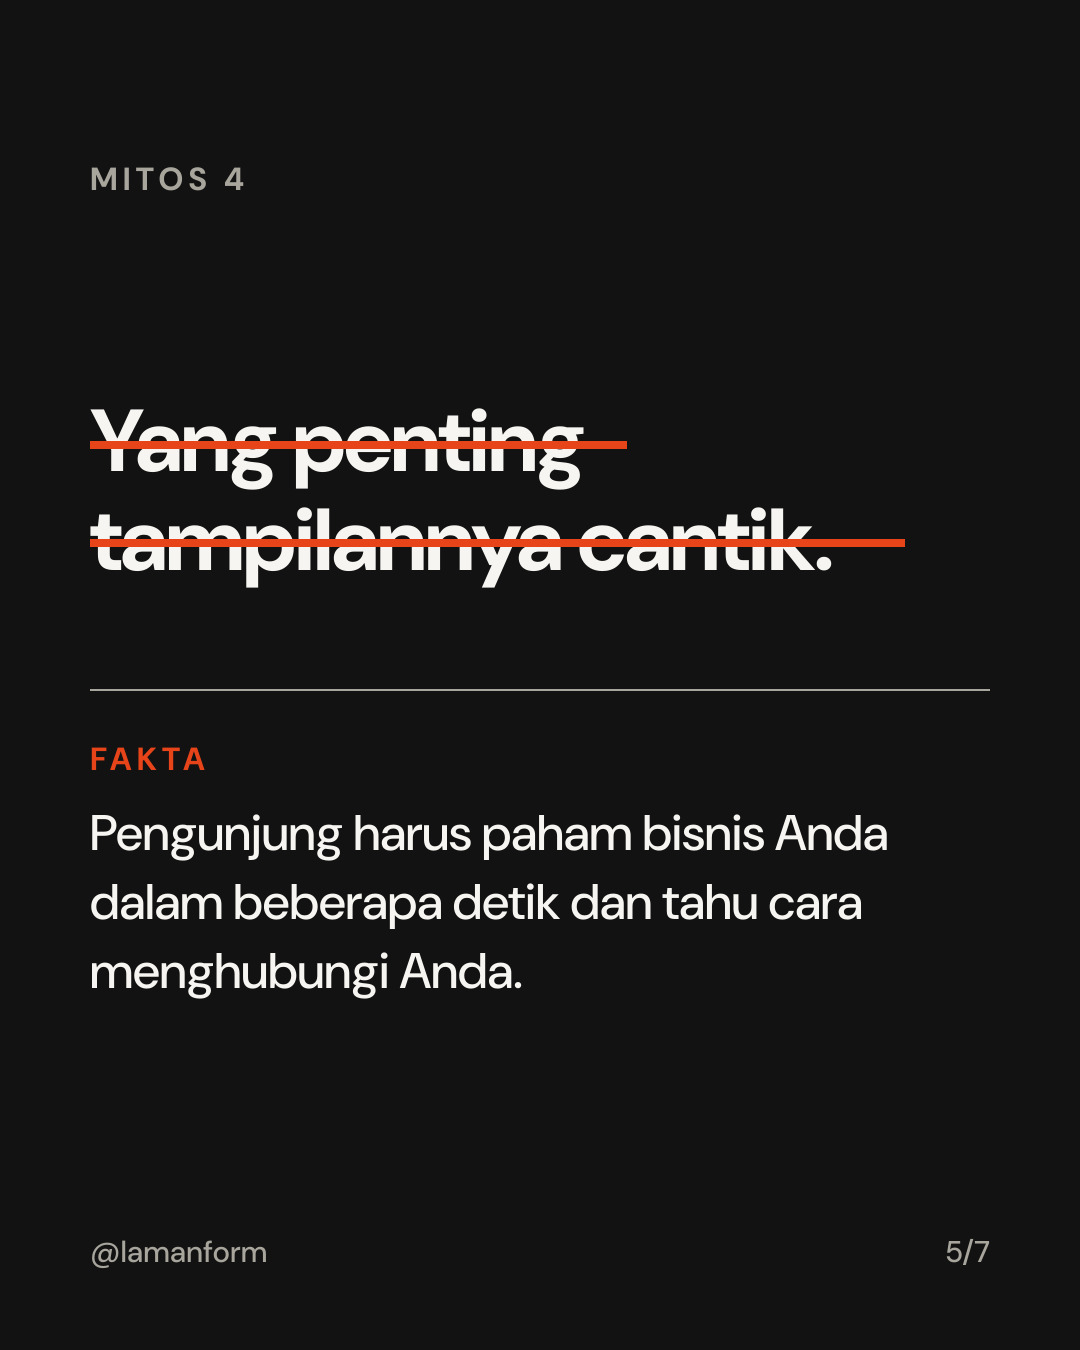 MITOS 4
Yang penting
tampilannya cantik.
FAKTA
Pengunjung harus paham bisnis Anda
dalam beberapa detik dan tahu cara
menghubungi Anda.
@lamanform
5/7